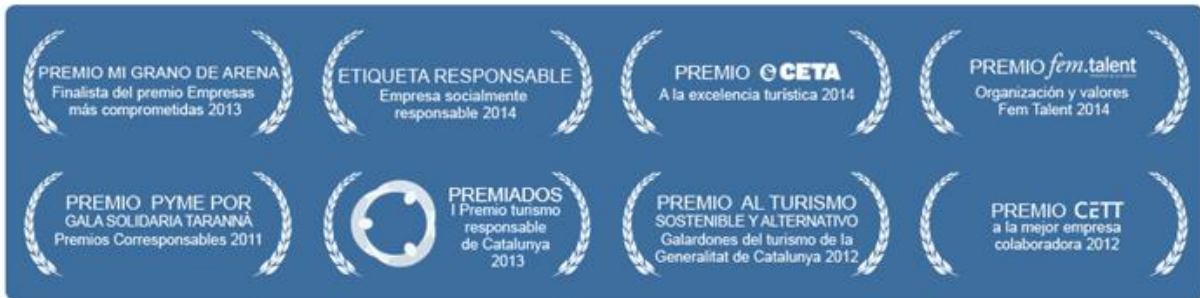 PREMIO MI GRANO DE ARENA
Finalista del premio Empresas
más comprometidas 2013
ETIQUETA RESPONSABLE
Empresa socialmente
responsable 2014
PREMIO CETA
A la excelencia turística 2014
PREMIO fem.talent
Organización y valores
Fem Talent 2014
PREMIO PYME POR
GALA SOLIDARIA TARANNÀ
Premios Corresponsables 2011
PREMIADOS
I Premio turismo
responsable
de Catalunya
2013
PREMIO AL TURISMO
SOSTENIBLE Y ALTERNATIVO
Galardones del turismo de la
Generalitat de Catalunya 2012
PREMIO CETT
a la mejor empresa
colaboradora 2012